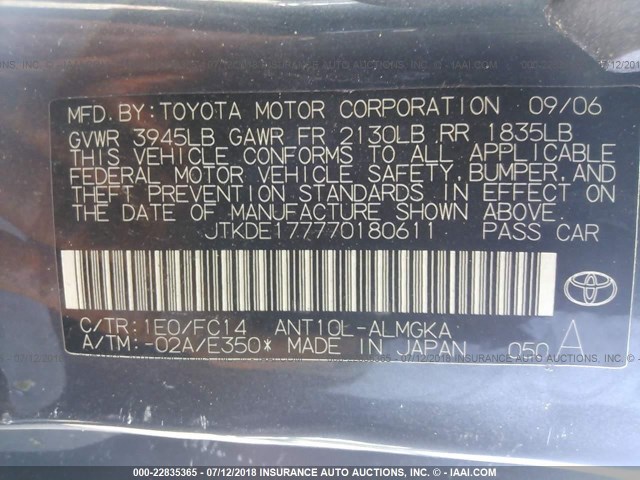 MFD.BY:TOYOTA MOTOR CORPORATION 09/06
GVWR 3945LB GAWR FR 2130LB RR 1835LB
THIS VEHICLE CONFORMS TO ALL APPLICABLE
FEDERAL MOTOR VEHICLE SAFETY,BUMPER,AND
THEFT PREVENTION STANDARDS IN EFFECT ON
THE DATE OF MANUFACTURE SHOWN ABOVE.
JTKDE177770180611 PASS CAR
C/TR:1E0/FC14 ANT10L-ALMGKA
A/TM:-02A/E350* MADE IN JAPAN 050 A
000-22835365 - 07/12/2018 - INSURANCE AUTO AUCTIONS - © - IAAI.COM